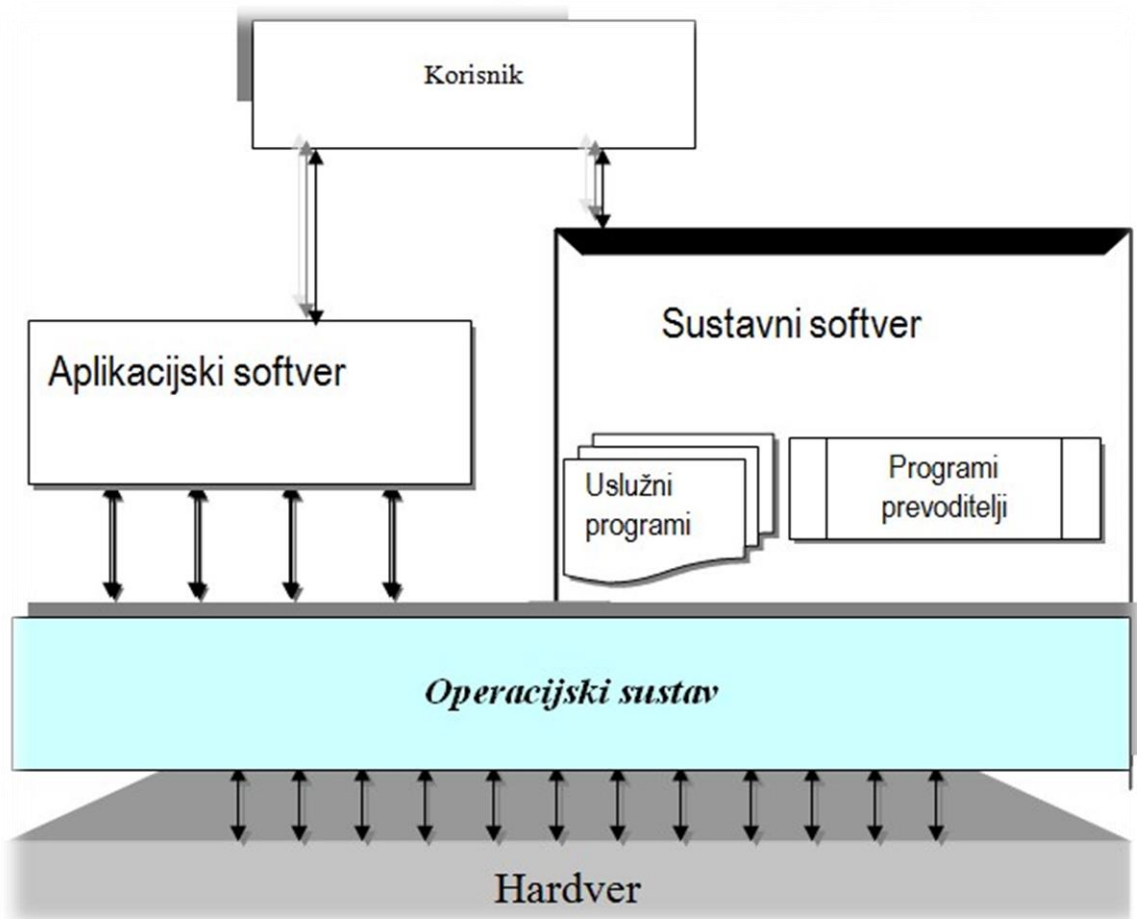 Korisnik
Sustavni softver
Aplikacijski softver
Uslužni
programi
Programi
prevoditelji
Operacijski sustav
Hardver